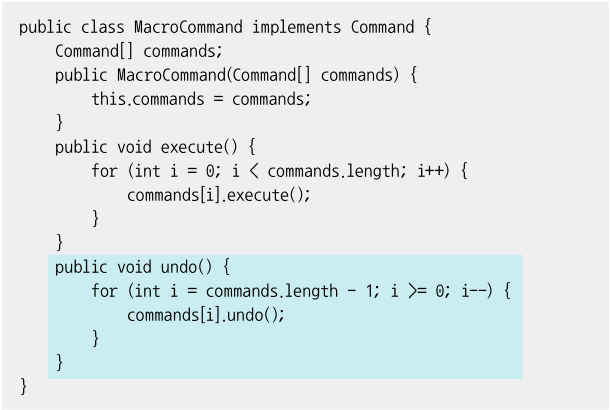 public class MacroCommand implements Command {
    Command[] commands;
    public MacroCommand(Command[] commands) {
        this.commands = commands;
    }
    public void execute() {
        for (int i = 0; i < commands.length; i++) {
            commands[i].execute();
        }
    }
    public void undo() {
        for (int i = commands.length - 1; i >= 0; i--) {
            commands[i].undo();
        }
    }
}